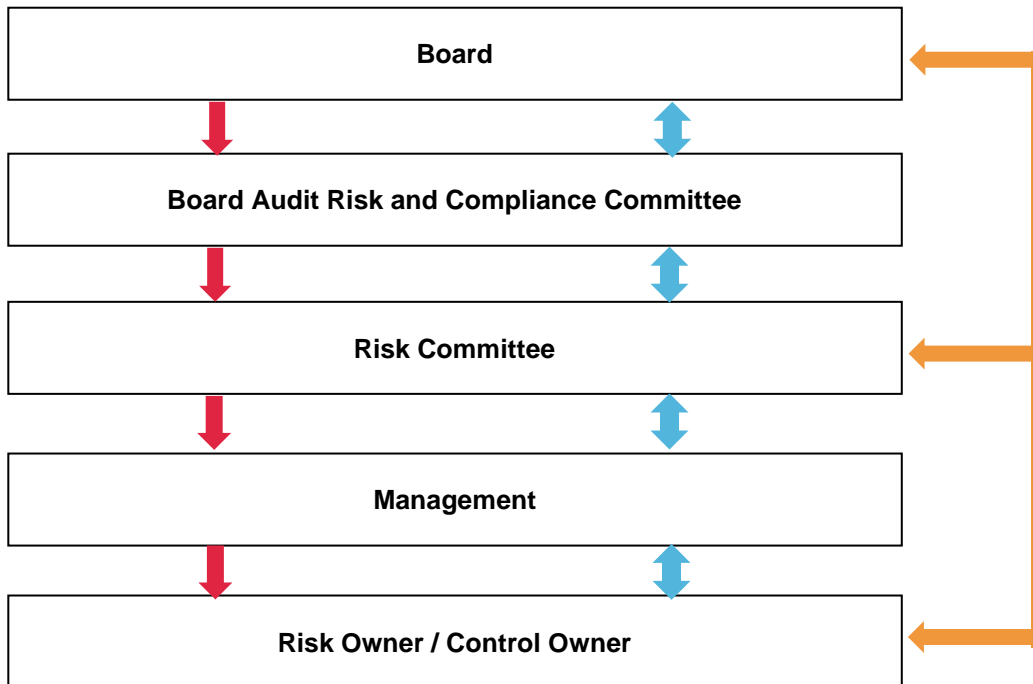 Board
Board Audit Risk and Compliance Committee
Risk Committee
Management
Risk Owner / Control Owner